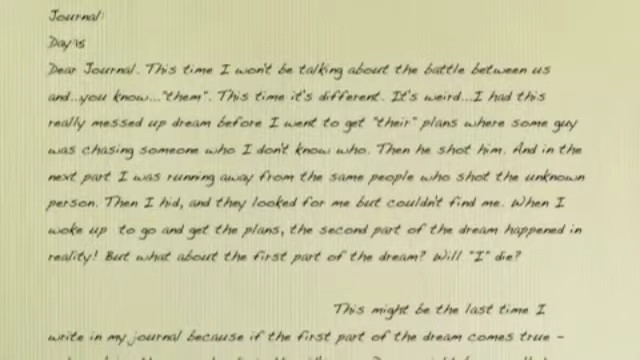 Journal:
Day 15
Dear Journal. This time I won't be talking about the battle between us
and...you know..."them". This time it's different. It's weird...I had this
really messed up dream before I went to get "their" plans where some guy
was chasing someone who I don't know who. Then he shot him. And in the
next part I was running away from the same people who shot the unknown
person. Then I hid, and they looked for me but couldn't find me. When I
woke up to go and get the plans, the second part of the dream happened in
reality! But what about the first part of the dream? Will "I" die?
This might be the last time I
write in my journal because if the first part of the dream comes true -